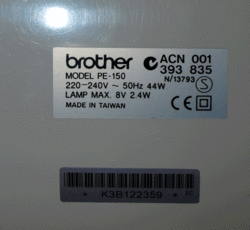 brother ACN 001
393 835
N/13793
MODEL PE-150
220-240V ~ 50Hz 44W
LAMP MAX. 8V 2.4W
MADE IN TAIWAN
* K3B122359 *